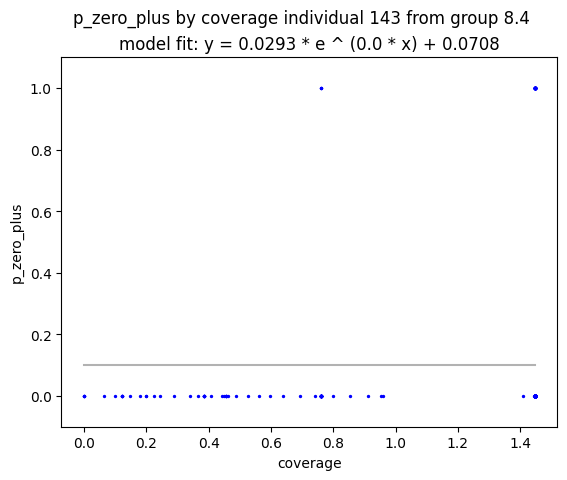 p_zero_plus by coverage individual 143 from group 8.4
model fit: y = 0.0293 * e ^ (0.0 * x) + 0.0708
1.0
0.8
0.6
0.4
0.2
0.0
p_zero_plus
0.0 0.2 0.4 0.6 0.8 1.0 1.2 1.4
coverage